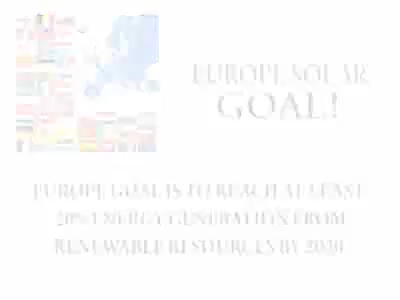 EUROPE SOLAR
GOAL!
EUROPE GOAL IS TO REACH AT LEAST
20% ENERGY GENERATION FROM
RENEWABLE RESOURCES BY 2020